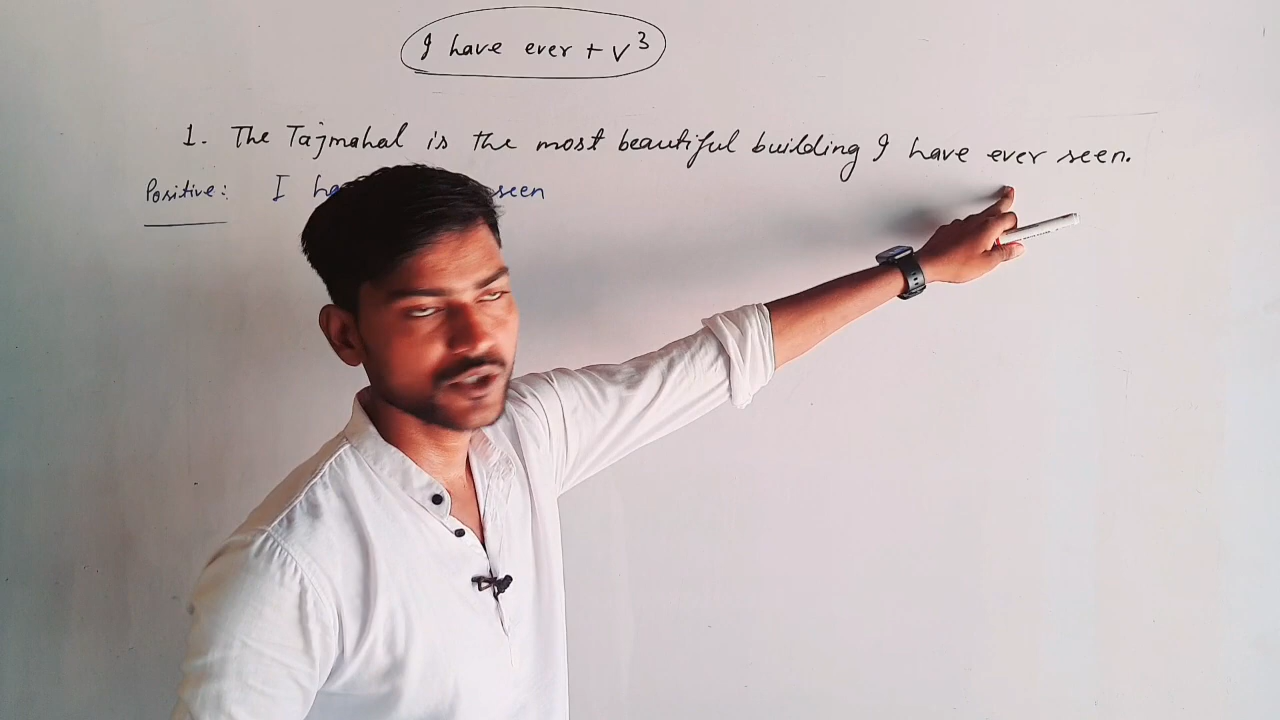 I have ever + V³
1. The Tajmahal is the most beautiful building I have ever seen.
Positive: I seen